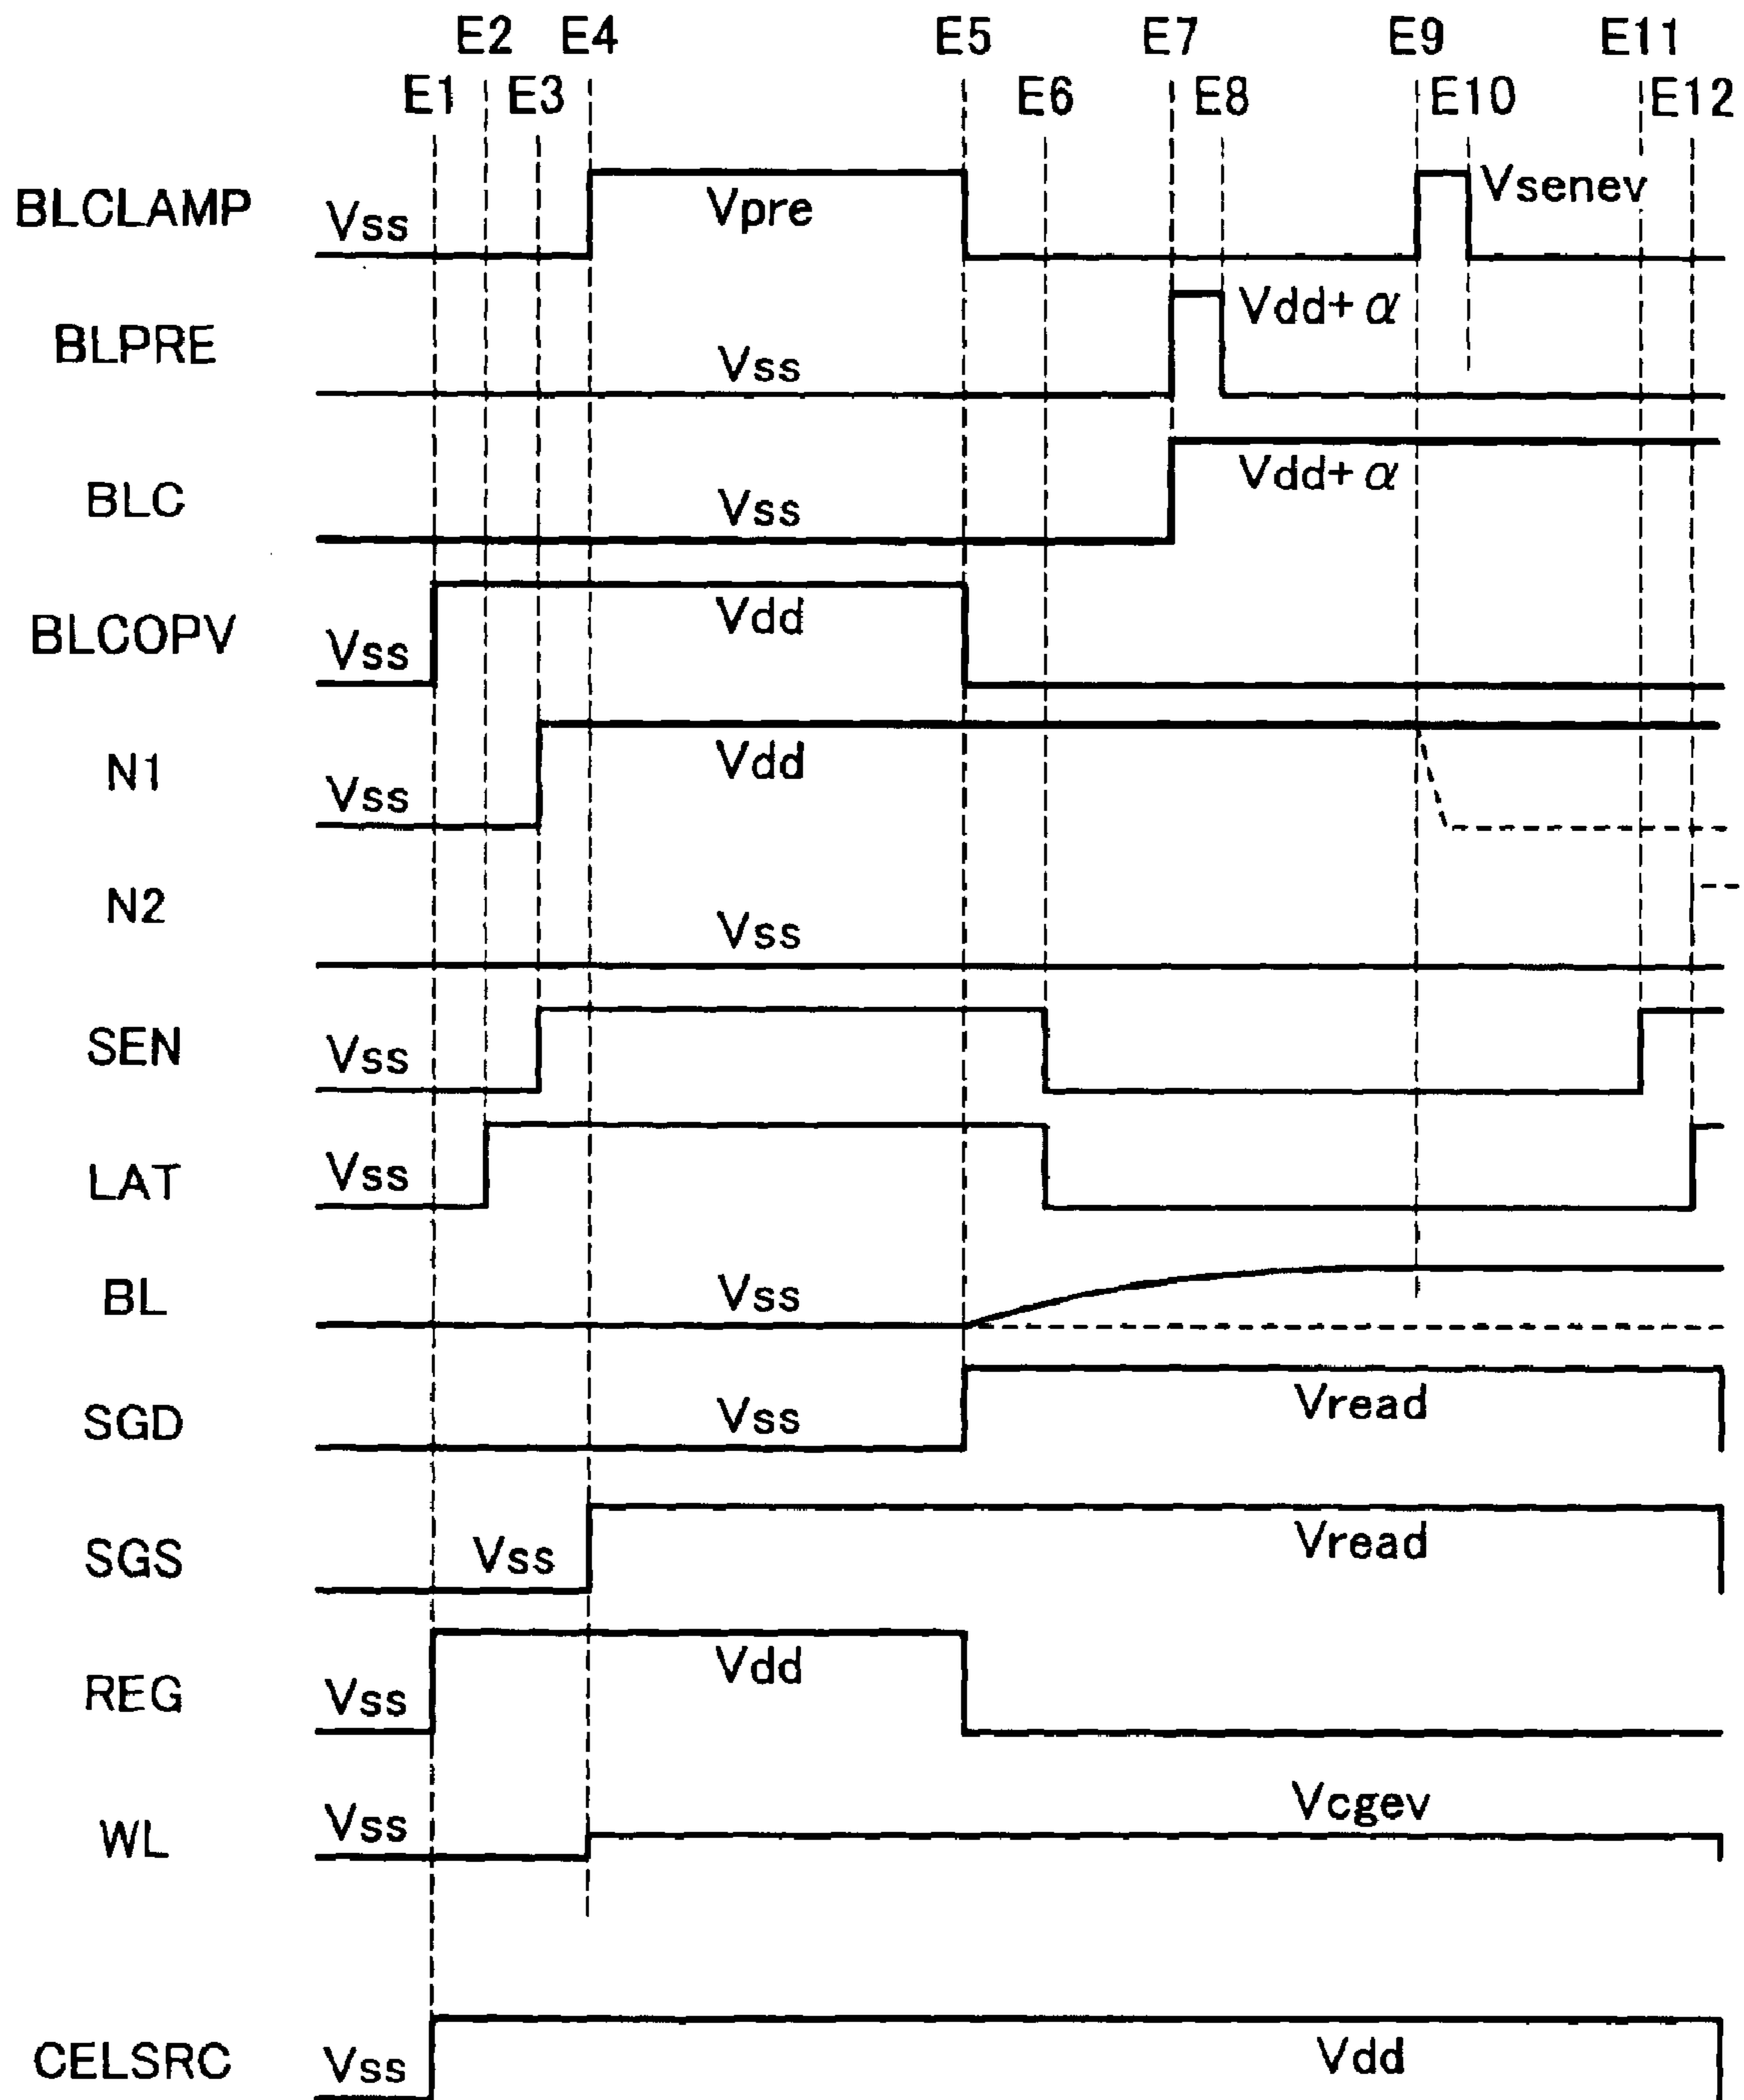 E2 E4 E5 E7 E9 E11
E1 E3 E6 E8 E10 E12
BLCLAMP Vss Vpre Vsenev
BLPRE Vss Vdd+α
BLC Vss Vdd+α
BLCOPV Vss Vdd
N1 Vss Vdd
N2 Vss
SEN Vss
LAT Vss
BL Vss
SGD Vss Vread
SGS Vss Vread
REG Vss Vdd
WL Vss Vcgev
CELSRC Vss Vdd